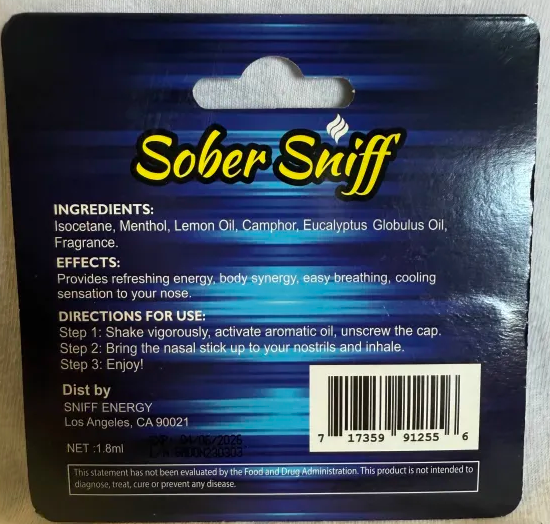 Sober Sniff
INGREDIENTS:
Isocetane, Menthol, Lemon Oil, Camphor, Eucalyptus Globulus Oil,
Fragrance.
EFFECTS:
Provides refreshing energy, body synergy, easy breathing, cooling
sensation to your nose.
DIRECTIONS FOR USE:
Step 1: Shake vigorously, activate aromatic oil, unscrew the cap.
Step 2: Bring the nasal stick up to your nostrils and inhale.
Step 3: Enjoy!
Dist by
SNIFF ENERGY
Los Angeles, CA 90021
NET :1.8ml
EXP: 04/06/2026
7 17359 91255 6
This statement has not been evaluated by the Food and Drug Administration. This product is not intended to
diagnose, treat, cure or prevent any disease.